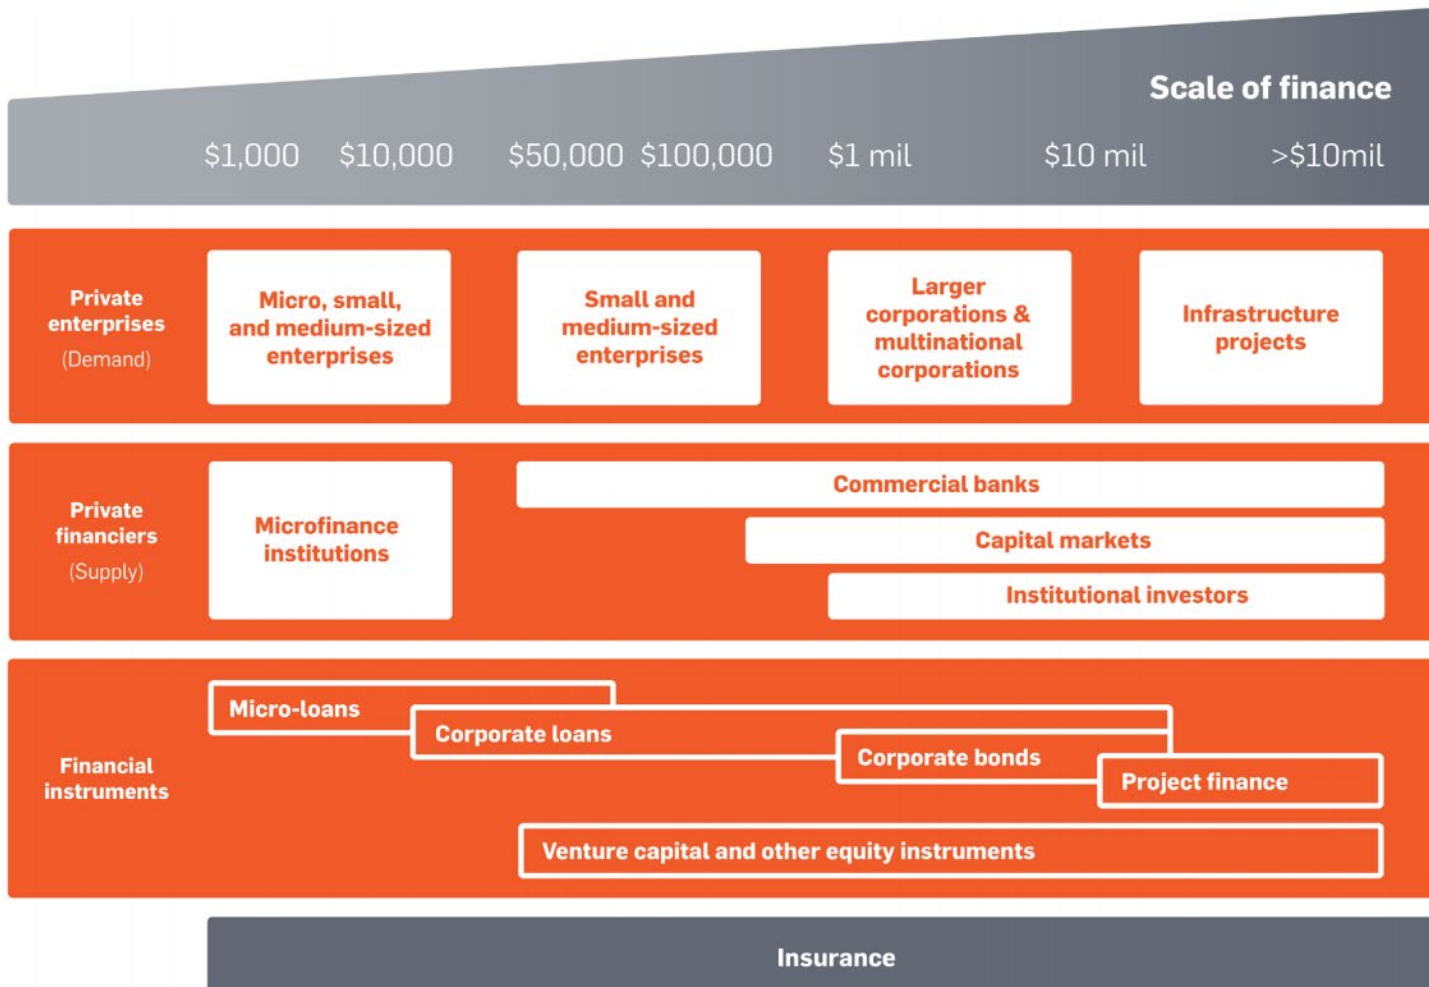 Scale of finance
$1,000 $10,000 $50,000 $100,000 $1 mil $10 mil >$10mil
Private
enterprises
(Demand)
Micro, small,
and medium-sized
enterprises
Small and
medium-sized
enterprises
Larger
corporations &
multinational
corporations
Infrastructure
projects
Private
financiers
(Supply)
Microfinance
institutions
Commercial banks
Capital markets
Institutional investors
Financial
instruments
Micro-loans
Corporate loans
Corporate bonds
Project finance
Venture capital and other equity instruments
Insurance